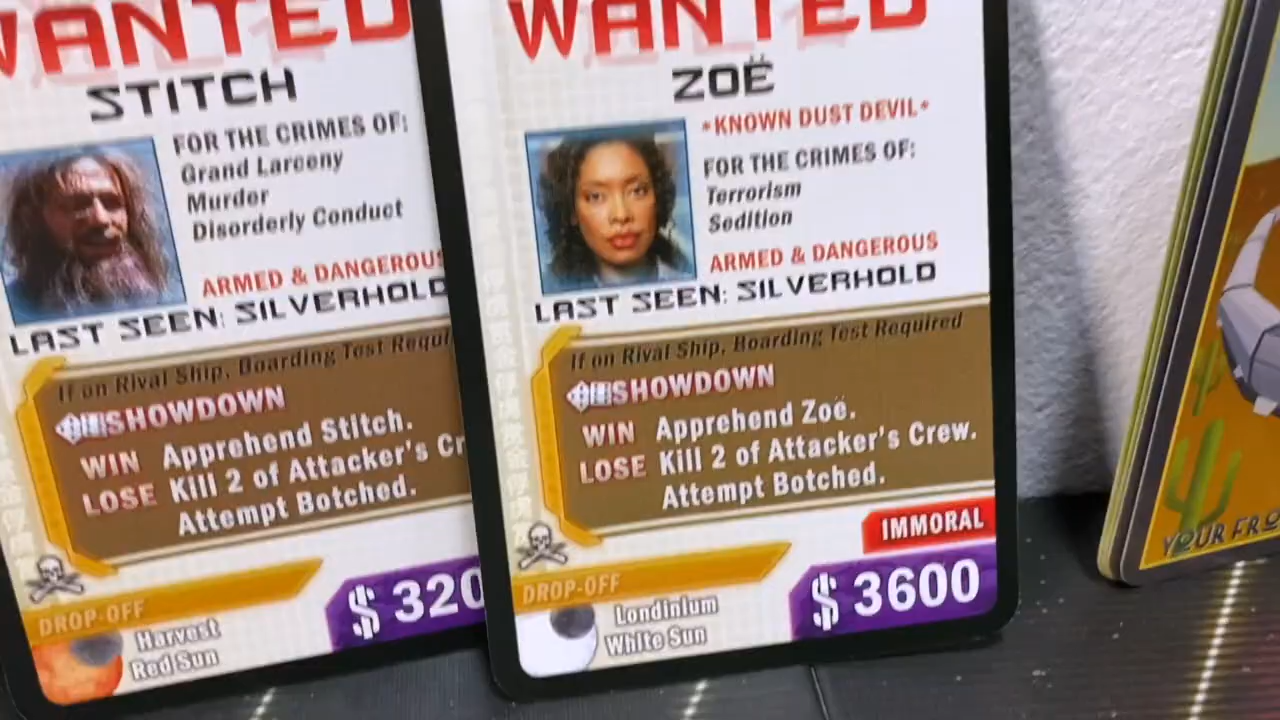 WANTED
STITCH
FOR THE CRIMES OF:
Grand Larceny
Murder
Disorderly Conduct
ARMED & DANGEROUS
LAST SEEN: SILVERHOLD
If on Rival Ship, Boarding Test Requi
SHOWDOWN
WIN Apprehend Stitch.
LOSE Kill 2 of Attacker's Cr
Attempt Botched.
DROP-OFF
Harvest
Red Sun
$ 320
WANTED
ZOË
*KNOWN DUST DEVIL*
FOR THE CRIMES OF:
Terrorism
Sedition
ARMED & DANGEROUS
LAST SEEN: SILVERHOLD
If on Rival Ship, Boarding Test Required
SHOWDOWN
WIN Apprehend Zoë.
LOSE Kill 2 of Attacker's Crew.
Attempt Botched.
IMMORAL
DROP-OFF
Londinium
White Sun
$ 3600
YOUR FRO